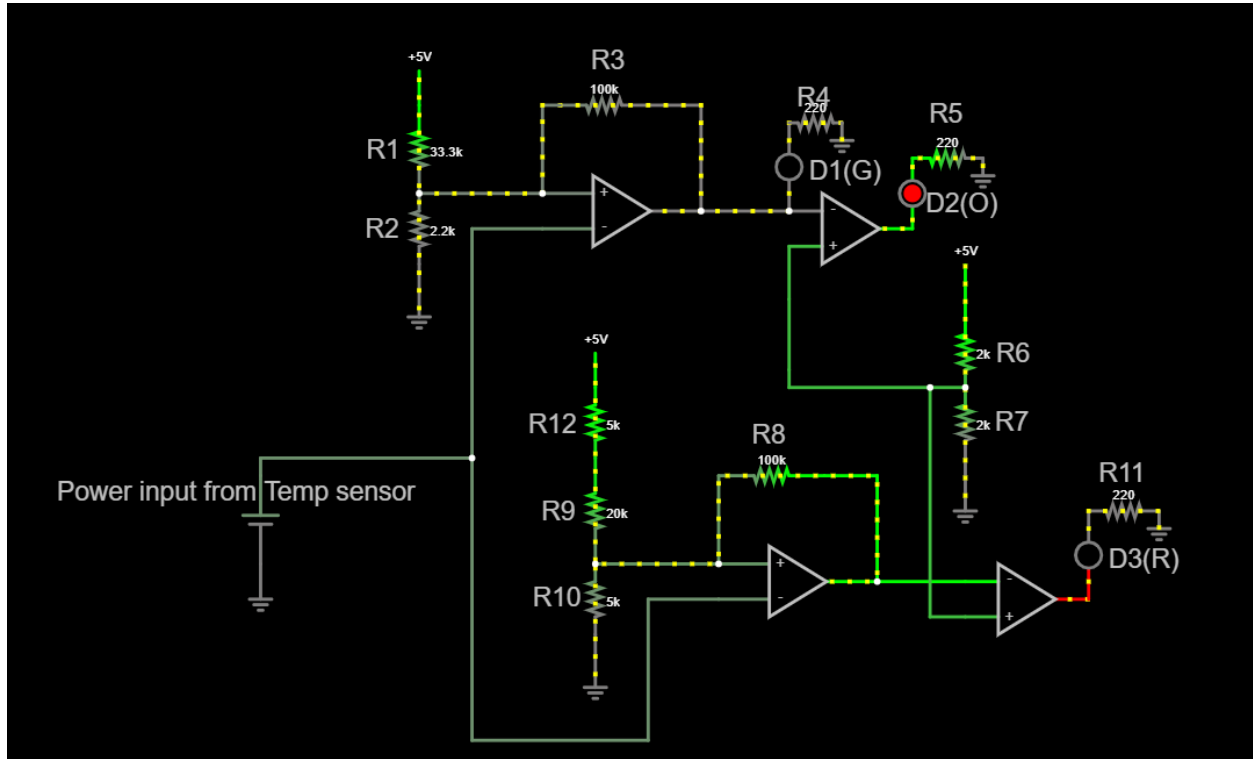 +5V
R3
100k
R1
33.3k
R2
2.2k
+
-
R4
220
D1(G)
R5
220
D2(O)
-
+
+5V
2k R6
2k R7
+5V
R12
5k
R9
20k
R10
5k
R8
100k
+
-
Power input from Temp sensor
R11
220
D3(R)
-
+